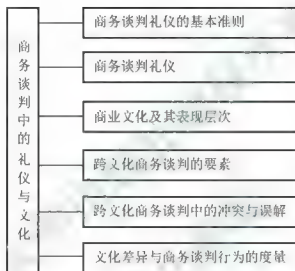 商务谈判中的礼仪与文化
商务谈判礼仪的基本准则
商务谈判礼仪
商业文化及其表现层次
跨文化商务谈判的要素
跨文化商务谈判中的冲突与误解
文化差异与商务谈判行为的度量